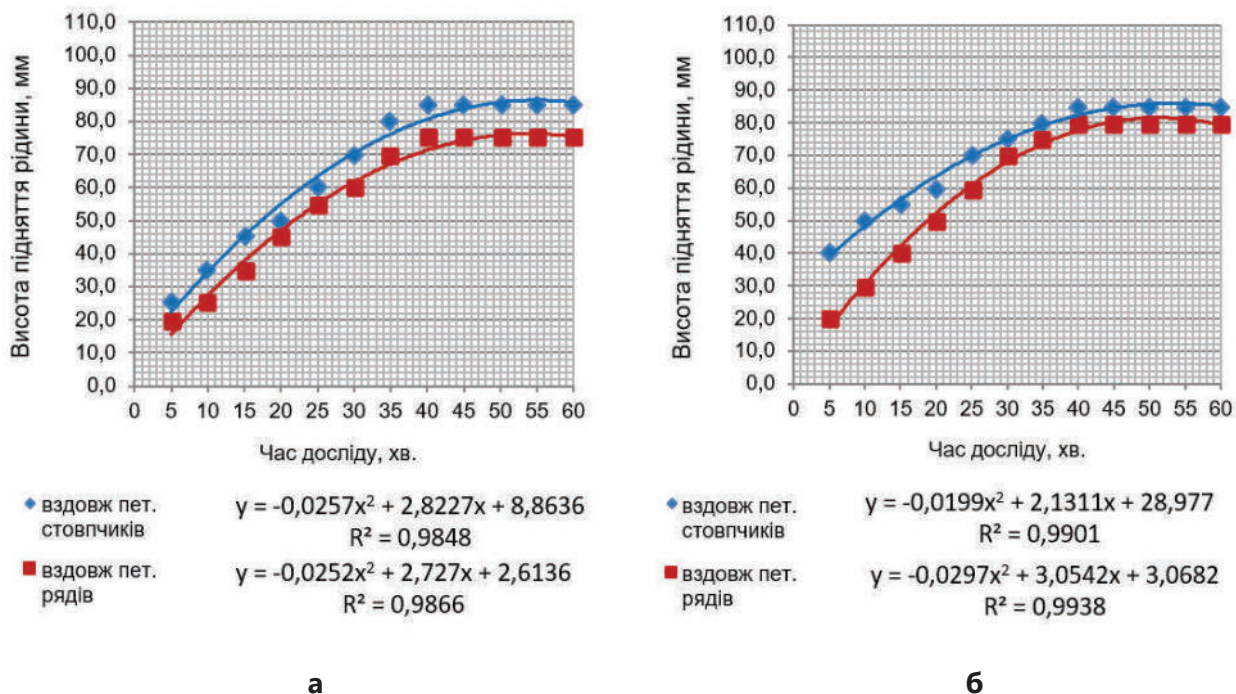 Висота підняття рідини, мм
110,0
100,0
90,0
80,0
70,0
60,0
50,0
40,0
30,0
20,0
10,0
0,0
0 5 10 15 20 25 30 35 40 45 50 55 60
Час досліду, хв.
вздовж пет.
стовпчиків
y = -0,0257x² + 2,8227x + 8,8636
R² = 0,9848
вздовж пет.
рядів
y = -0,0252x² + 2,727x + 2,6136
R² = 0,9866
а
Висота підняття рідини, мм
110,0
100,0
90,0
80,0
70,0
60,0
50,0
40,0
30,0
20,0
10,0
0,0
0 5 10 15 20 25 30 35 40 45 50 55 60
Час досліду, хв.
вздовж пет.
стовпчиків
y = -0,0199x² + 2,1311x + 28,977
R² = 0,9901
вздовж пет.
рядів
y = -0,0297x² + 3,0542x + 3,0682
R² = 0,9938
б